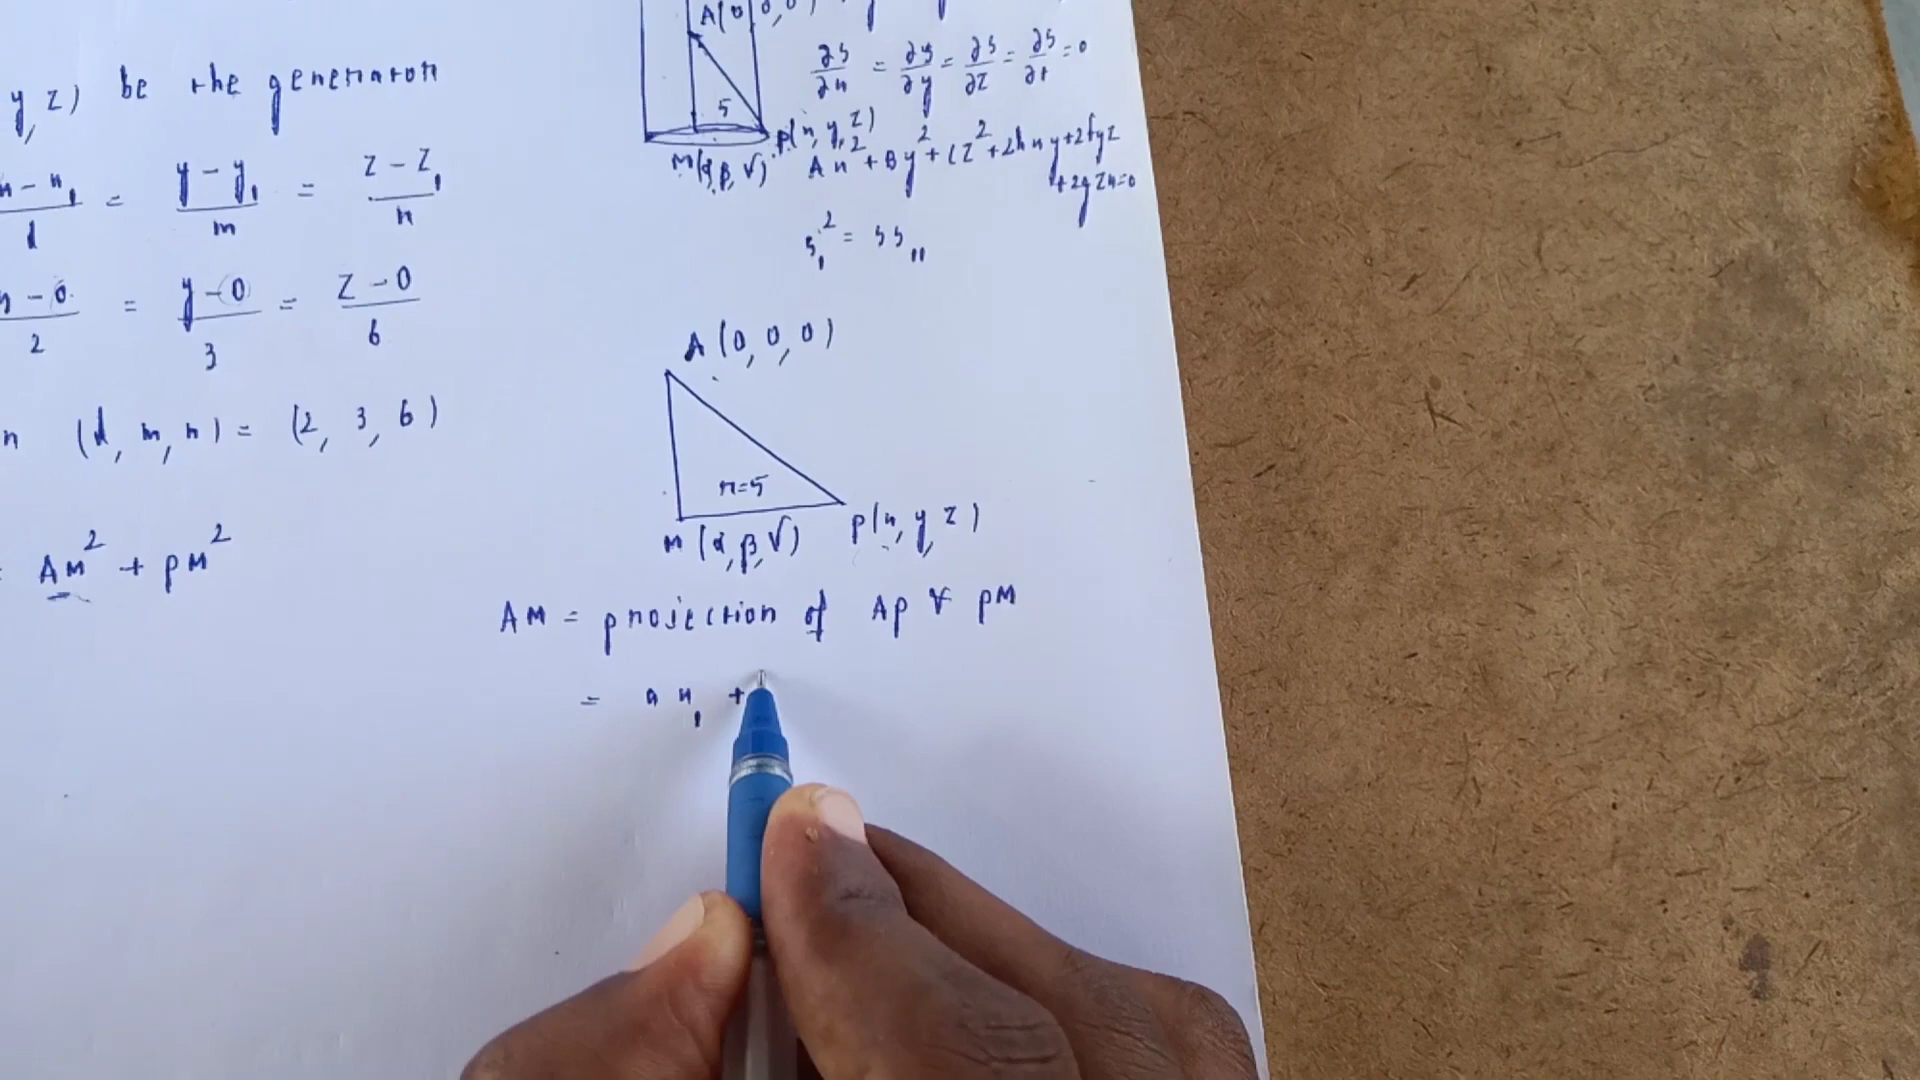 y, z) be the generator
x - x₁ / l = y - y₁ / m = z - z₁ / n
x - 0 / 2 = y - 0 / 3 = z - 0 / 6
n (l, m, n) = (2, 3, 6)
= AM² + PM²
A(0, 0, 0)
5
P(x, y, z)
M(α, β, γ)
∂s/∂x = ∂s/∂y = ∂s/∂z = ∂s/∂t = 0
Ax² + By² + Cz² + 2hxy + 2fyz
+ 2gzx = 0
s₁² = ss₁₁
A(0, 0, 0)
r=5
M(α, β, γ) P(x, y, z)
AM = projection of AP & PM
= a x₁ +